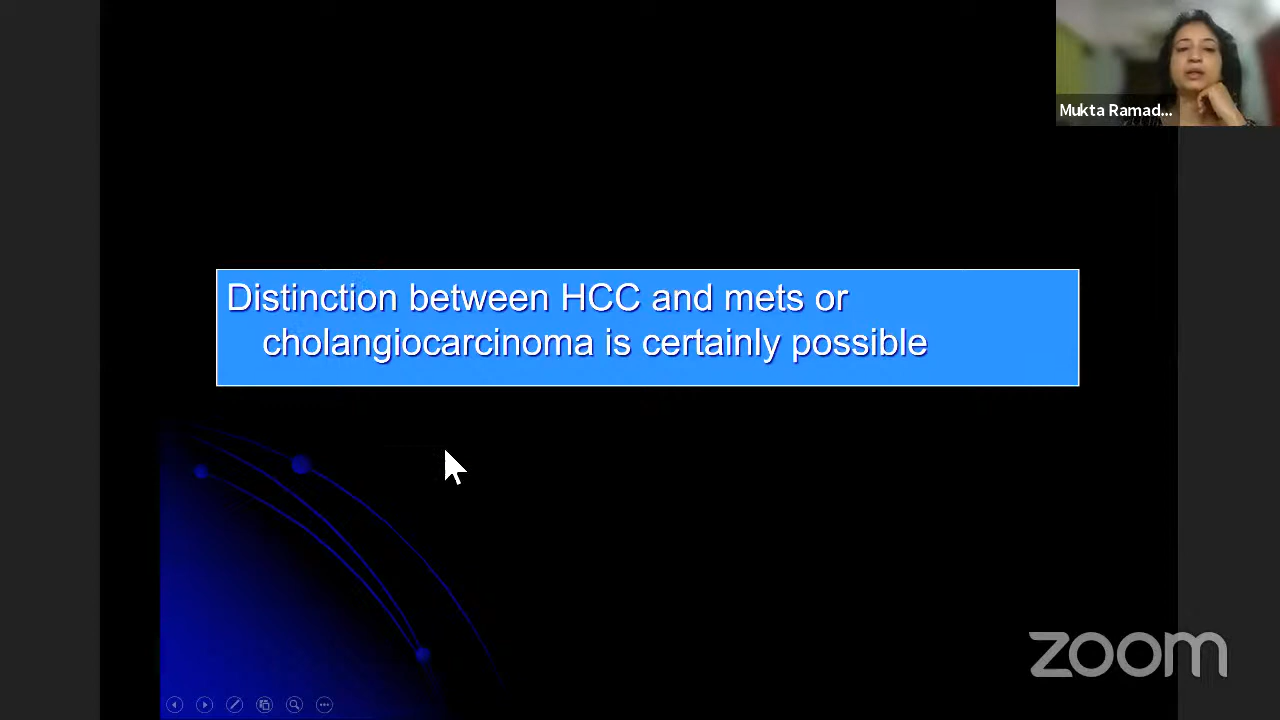 Mukta Ramad...
Distinction between HCC and mets or
cholangiocarcinoma is certainly possible
zoom